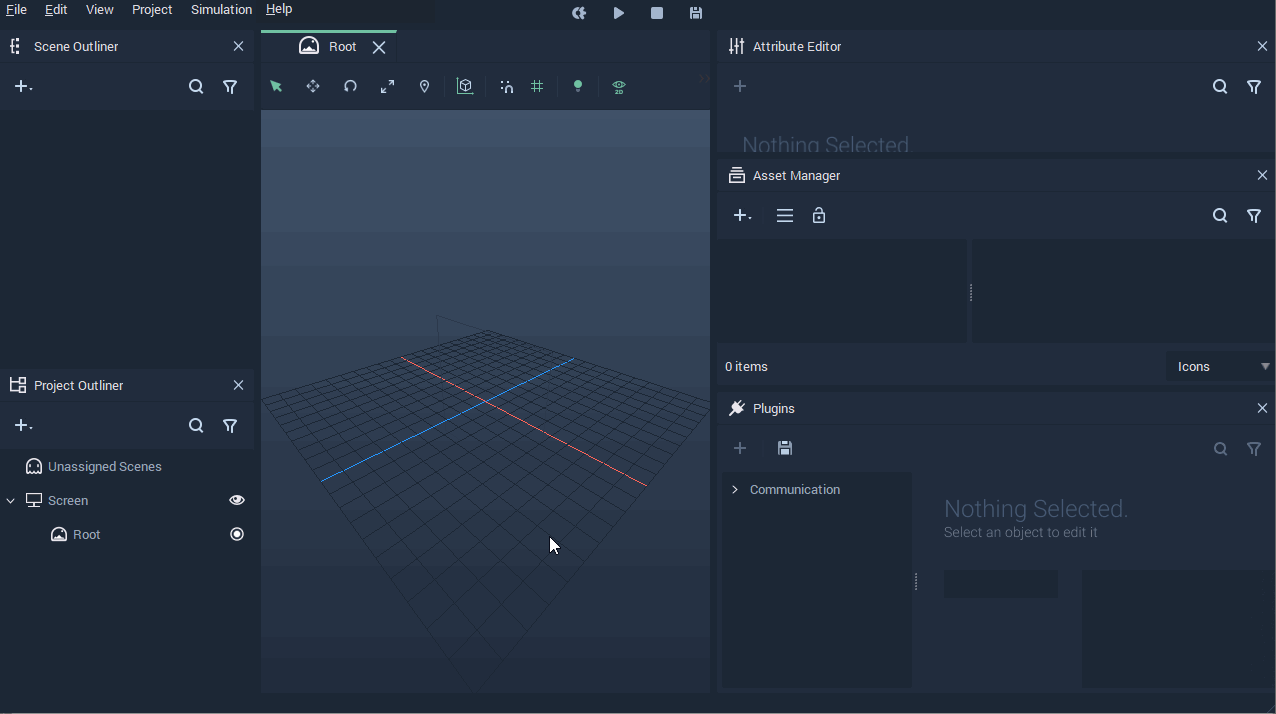 File Edit View Project Simulation Help
Scene Outliner
Root
Attribute Editor
Nothing Selected.
Asset Manager
0 items
Icons
Project Outliner
Unassigned Scenes
Screen
Root
Plugins
Communication
Nothing Selected.
Select an object to edit it
2D